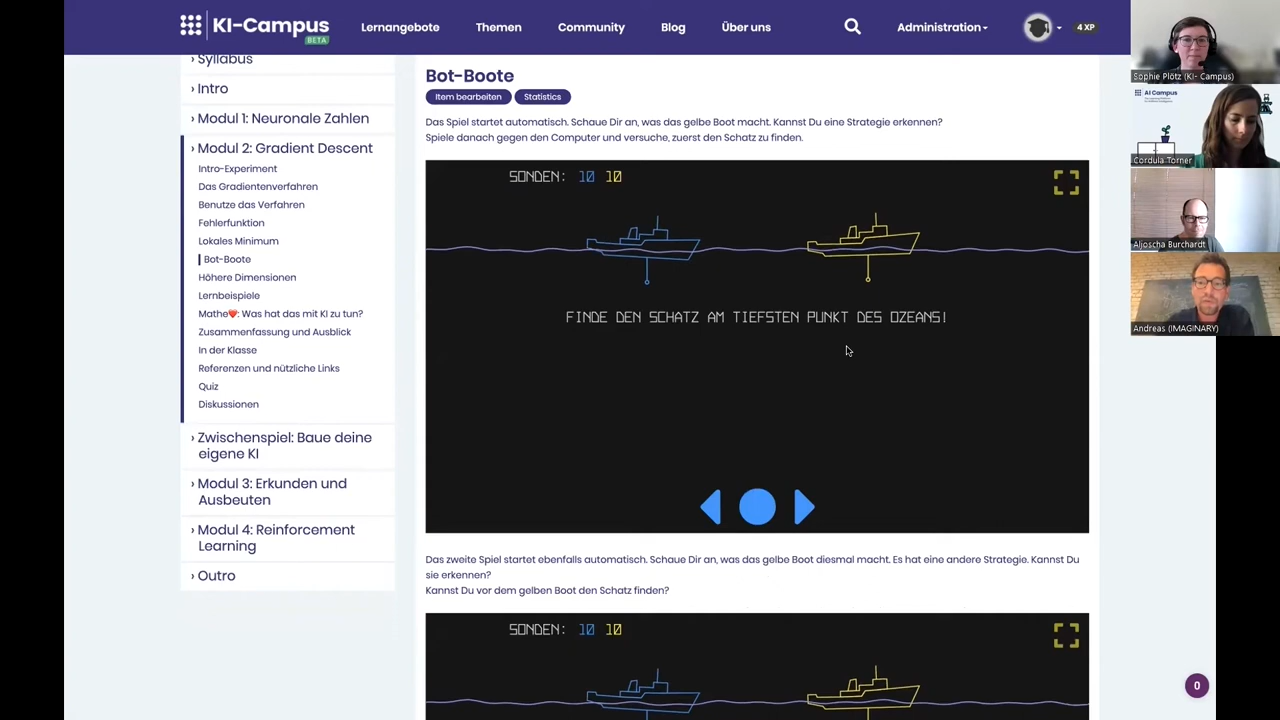 KI-Campus
BETA
Lernangebote
Themen
Community
Blog
Über uns
Administration
4 XP
Syllabus
Intro
Modul 1: Neuronale Zahlen
Modul 2: Gradient Descent
Intro-Experiment
Das Gradientenverfahren
Benutze das Verfahren
Fehlerfunktion
Lokales Minimum
Bot-Boote
Höhere Dimensionen
Lernbeispiele
Mathe❤: Was hat das mit KI zu tun?
Zusammenfassung und Ausblick
In der Klasse
Referenzen und nützliche Links
Quiz
Diskussionen
Zwischenspiel: Baue deine
eigene KI
Modul 3: Erkunden und
Ausbeuten
Modul 4: Reinforcement
Learning
Outro
Bot-Boote
Item bearbeiten
Statistics
Das Spiel startet automatisch. Schaue Dir an, was das gelbe Boot macht. Kannst Du eine Strategie erkennen?
Spiele danach gegen den Computer und versuche, zuerst den Schatz zu finden.
SONDEN: 10 10
FINDE DEN SCHATZ AM TIEFSTEN PUNKT DES OZEANS!
Das zweite Spiel startet ebenfalls automatisch. Schaue Dir an, was das gelbe Boot diesmal macht. Es hat eine andere Strategie. Kannst Du
sie erkennen?
Kannst Du vor dem gelben Boot den Schatz finden?
SONDEN: 10 10
0
Sophie Plötz (KI- Campus)
AI Campus
Cordula Torner
Aljoscha Burchardt
Andreas (IMAGINARY)